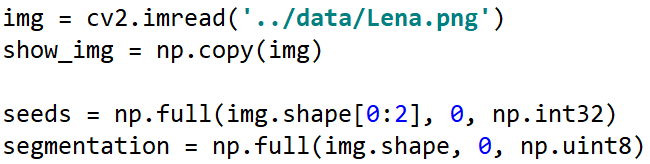 img = cv2.imread('../data/Lena.png')
show_img = np.copy(img)
seeds = np.full(img.shape[0:2], 0, np.int32)
segmentation = np.full(img.shape, 0, np.uint8)